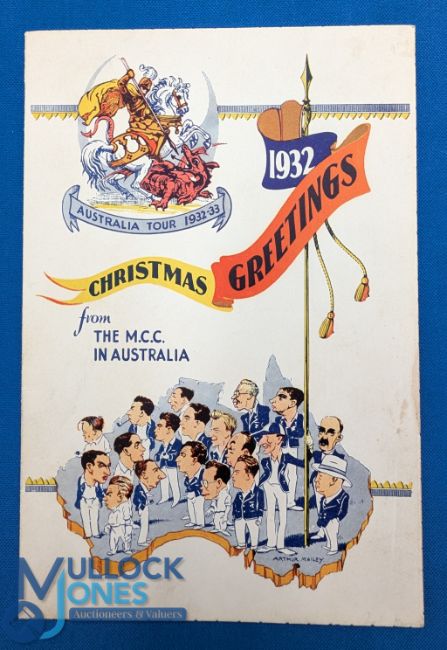 AUSTRALIA TOUR 1932-33
1932
CHRISTMAS GREETINGS
from
THE M.C.C.
IN AUSTRALIA
ARTHUR MAILEY
MULLOCK
JONES
Auctioneers & Valuers